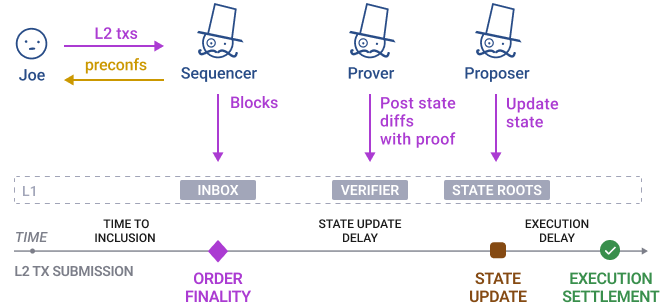 L2 txs
preconfs
Joe
Sequencer
Prover
Proposer
Blocks
Post state
diffs
with proof
Update
state
L1
INBOX
VERIFIER
STATE ROOTS
TIME
TIME TO
INCLUSION
STATE UPDATE
DELAY
EXECUTION
DELAY
L2 TX SUBMISSION
ORDER
FINALITY
STATE
UPDATE
EXECUTION
SETTLEMENT